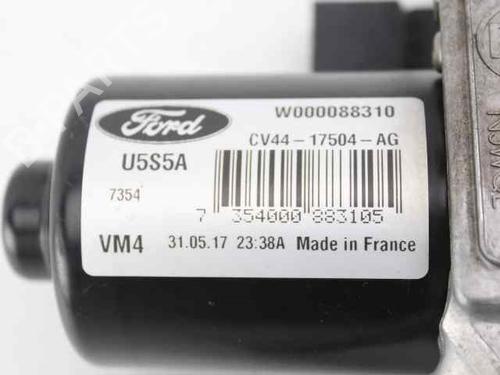 Ford
W000088310
CV44-17504-AG
U5S5A
7354
7 354000 883105
VM4 31.05.17 23:38A Made in France